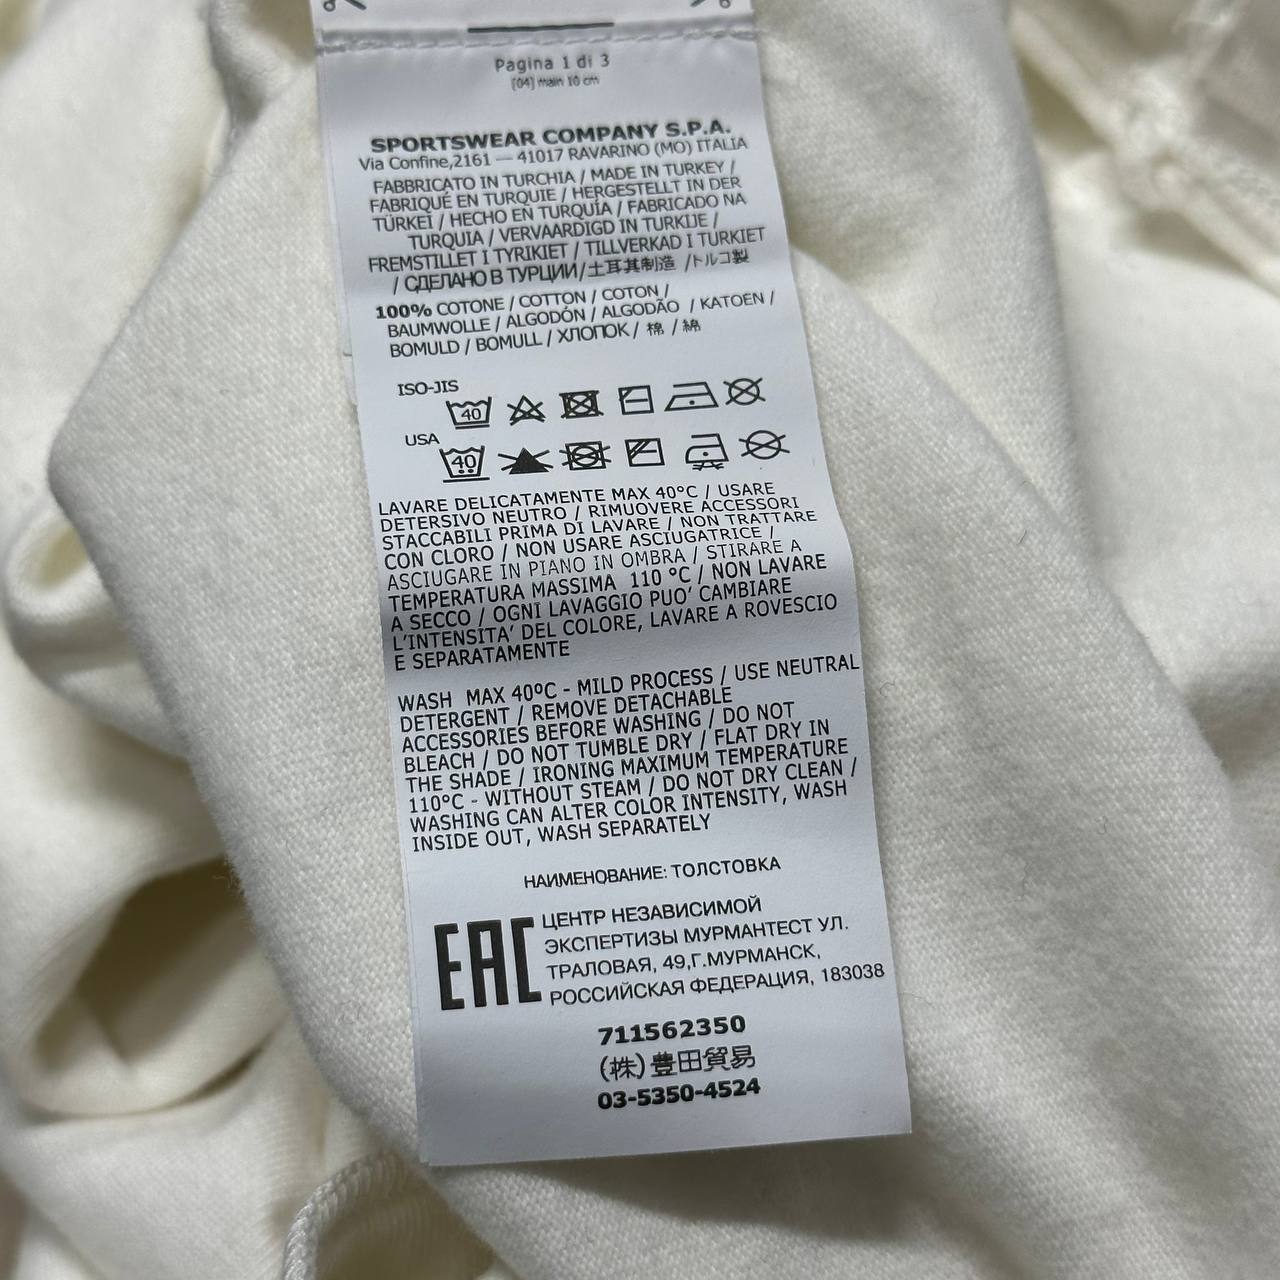 Pagina 1 di 3
[04] main 10 cm
SPORTSWEAR COMPANY S.P.A.
Via Confine,2161 — 41017 RAVARINO (MO) ITALIA
FABBRICATO IN TURCHIA / MADE IN TURKEY /
FABRIQUÉ EN TURQUIE / HERGESTELLT IN DER
TÜRKEI / HECHO EN TURQUÍA / FABRICADO NA
TURQUIA / VERVAARDIGD IN TURKIJE /
FREMSTILLET I TYRIKIET / TILLVERKAD I TURKIET
/ СДЕЛАНО В ТУРЦИИ/土耳其制造 /トルコ製
100% COTONE / COTTON / COTON /
BAUMWOLLE / ALGODÓN / ALGODÃO / KATOEN /
BOMULD / BOMULL / ХЛОПОК / 棉 / 綿
ISO-JIS
40
USA
40
LAVARE DELICATAMENTE MAX 40°C / USARE
DETERSIVO NEUTRO / RIMUOVERE ACCESSORI
STACCABILI PRIMA DI LAVARE / NON TRATTARE
CON CLORO / NON USARE ASCIUGATRICE /
ASCIUGARE IN PIANO IN OMBRA / STIRARE A
TEMPERATURA MASSIMA 110 °C / NON LAVARE
A SECCO / OGNI LAVAGGIO PUO' CAMBIARE
L'INTENSITA' DEL COLORE, LAVARE A ROVESCIO
E SEPARATAMENTE
WASH MAX 40ºC - MILD PROCESS / USE NEUTRAL
DETERGENT / REMOVE DETACHABLE
ACCESSORIES BEFORE WASHING / DO NOT
BLEACH / DO NOT TUMBLE DRY / FLAT DRY IN
THE SHADE / IRONING MAXIMUM TEMPERATURE
110°C - WITHOUT STEAM / DO NOT DRY CLEAN /
WASHING CAN ALTER COLOR INTENSITY, WASH
INSIDE OUT, WASH SEPARATELY
НАИМЕНОВАНИЕ: ТОЛСТОВКА
EAC
ЦЕНТР НЕЗАВИСИМОЙ
ЭКСПЕРТИЗЫ МУРМАНТЕСТ УЛ.
ТРАЛОВАЯ, 49,Г.МУРМАНСК,
РОССИЙСКАЯ ФЕДЕРАЦИЯ, 183038
711562350
(株)豊田貿易
03-5350-4524